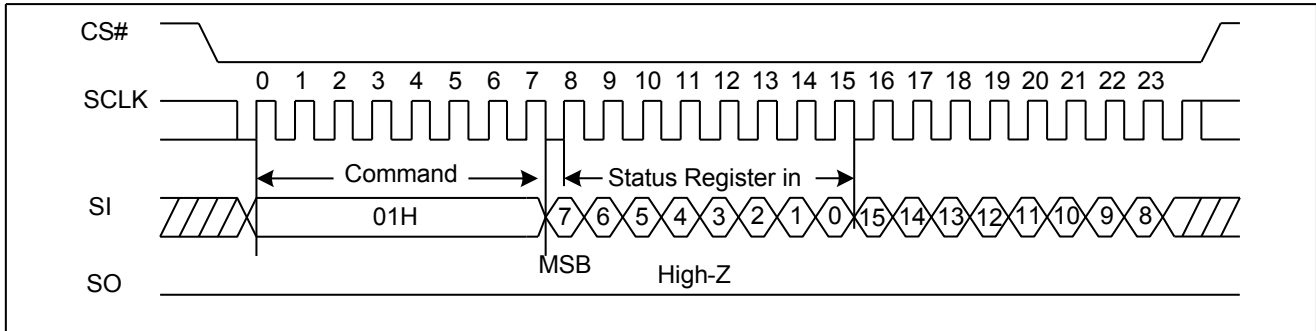 CS#
0 1 2 3 4 5 6 7 8 9 10 11 12 13 14 15 16 17 18 19 20 21 22 23
SCLK
Command Status Register in
SI 01H 7 6 5 4 3 2 1 0 15 14 13 12 11 10 9 8
MSB High-Z
SO